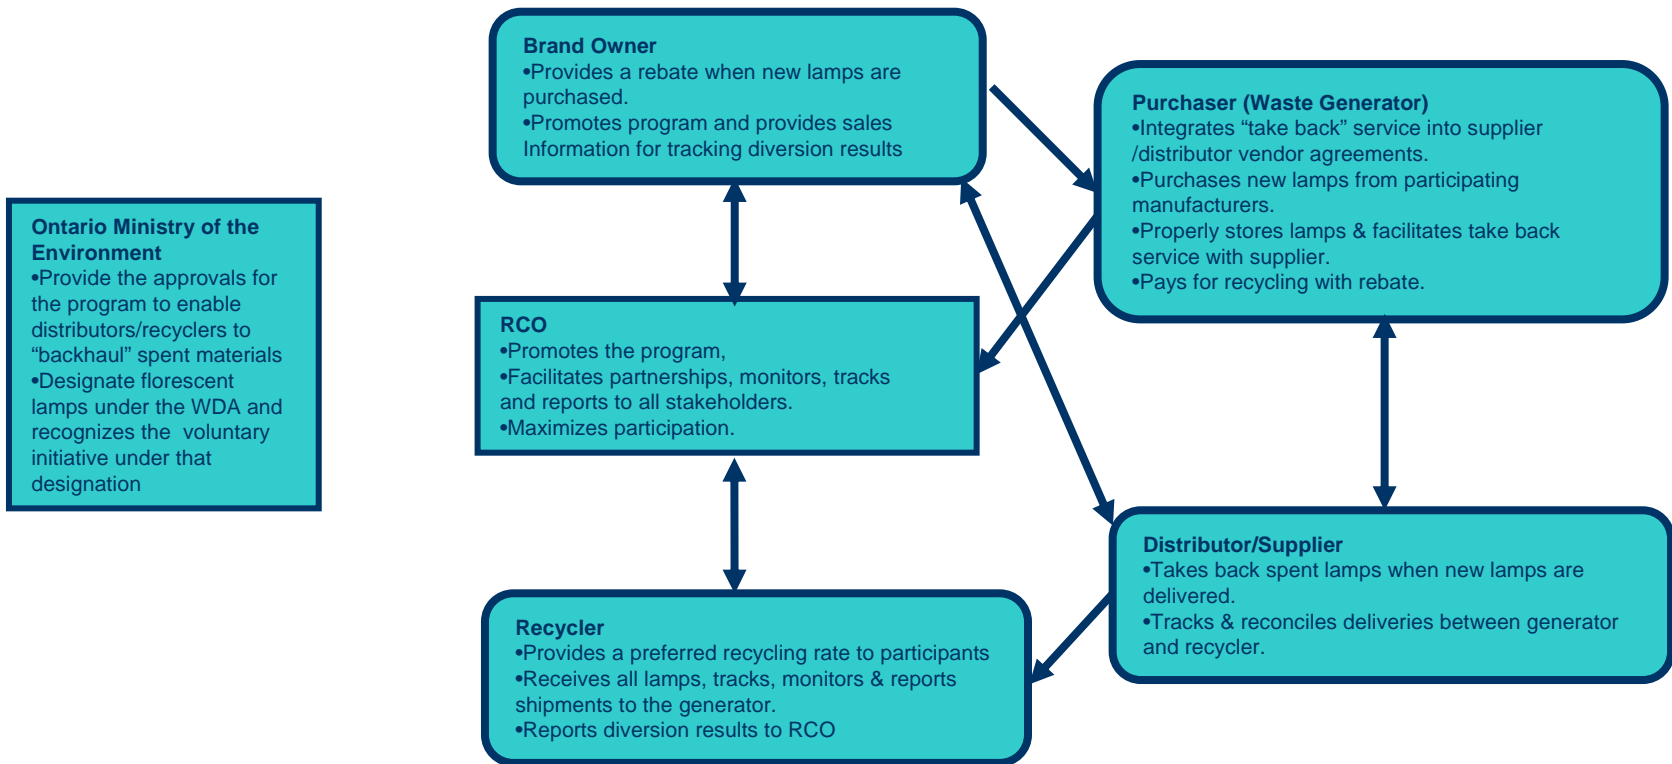 Brand Owner
•Provides a rebate when new lamps are
purchased.
•Promotes program and provides sales
Information for tracking diversion results
Purchaser (Waste Generator)
•Integrates “take back” service into supplier
/distributor vendor agreements.
•Purchases new lamps from participating
manufacturers.
•Properly stores lamps & facilitates take back
service with supplier.
•Pays for recycling with rebate.
Ontario Ministry of the
Environment
•Provide the approvals for
the program to enable
distributors/recyclers to
“backhaul” spent materials
•Designate florescent
lamps under the WDA and
recognizes the  voluntary
initiative under that
designation
RCO
•Promotes the program,
•Facilitates partnerships, monitors, tracks
and reports to all stakeholders.
•Maximizes participation.
Distributor/Supplier
•Takes back spent lamps when new lamps are
delivered.
•Tracks & reconciles deliveries between generator
and recycler.
Recycler
•Provides a preferred recycling rate to participants
•Receives all lamps, tracks, monitors & reports
shipments to the generator.
•Reports diversion results to RCO